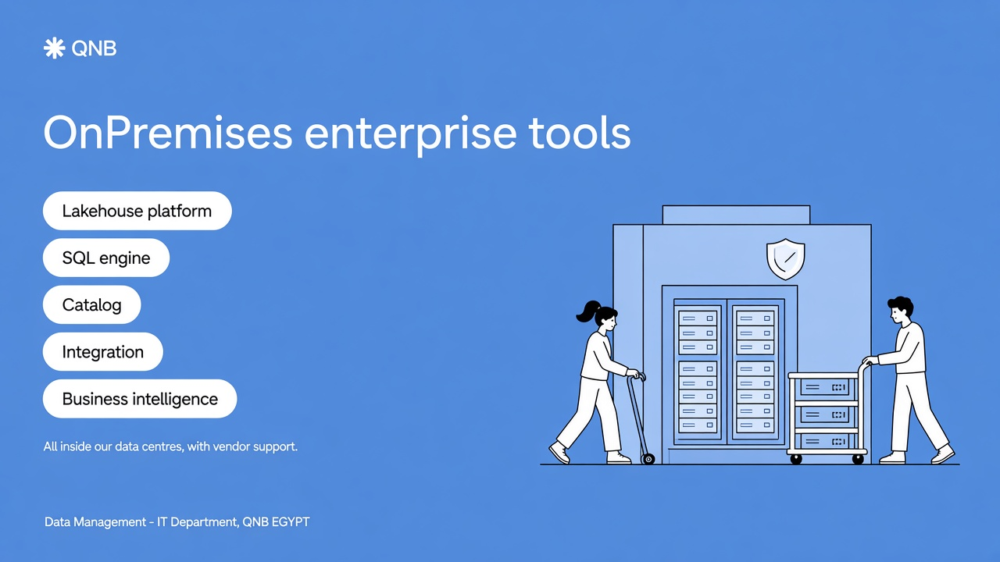 QNB
OnPremises enterprise tools
Lakehouse platform
SQL engine
Catalog
Integration
Business intelligence
All inside our data centres, with vendor support.
Data Management - IT Department, QNB EGYPT